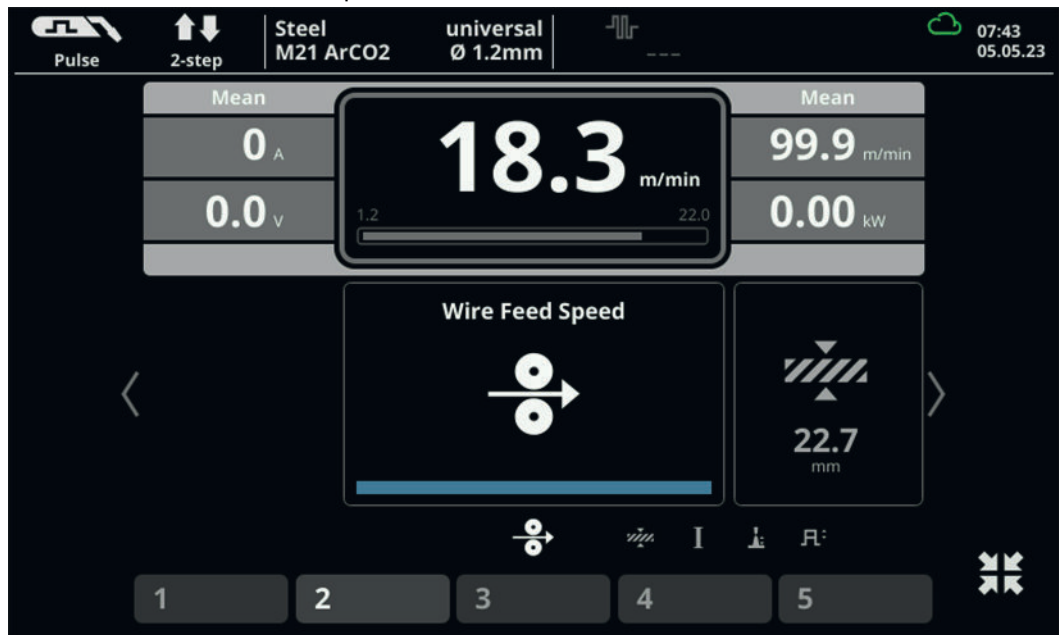 Pulse
2-step
Steel universal
M21 ArCO2 Ø 1.2mm
---
07:43
05.05.23
Mean
0 A
0.0 V
18.3 m/min
1.2 22.0
Mean
99.9 m/min
0.00 kW
Wire Feed Speed
22.7
mm
1 2 3 4 5